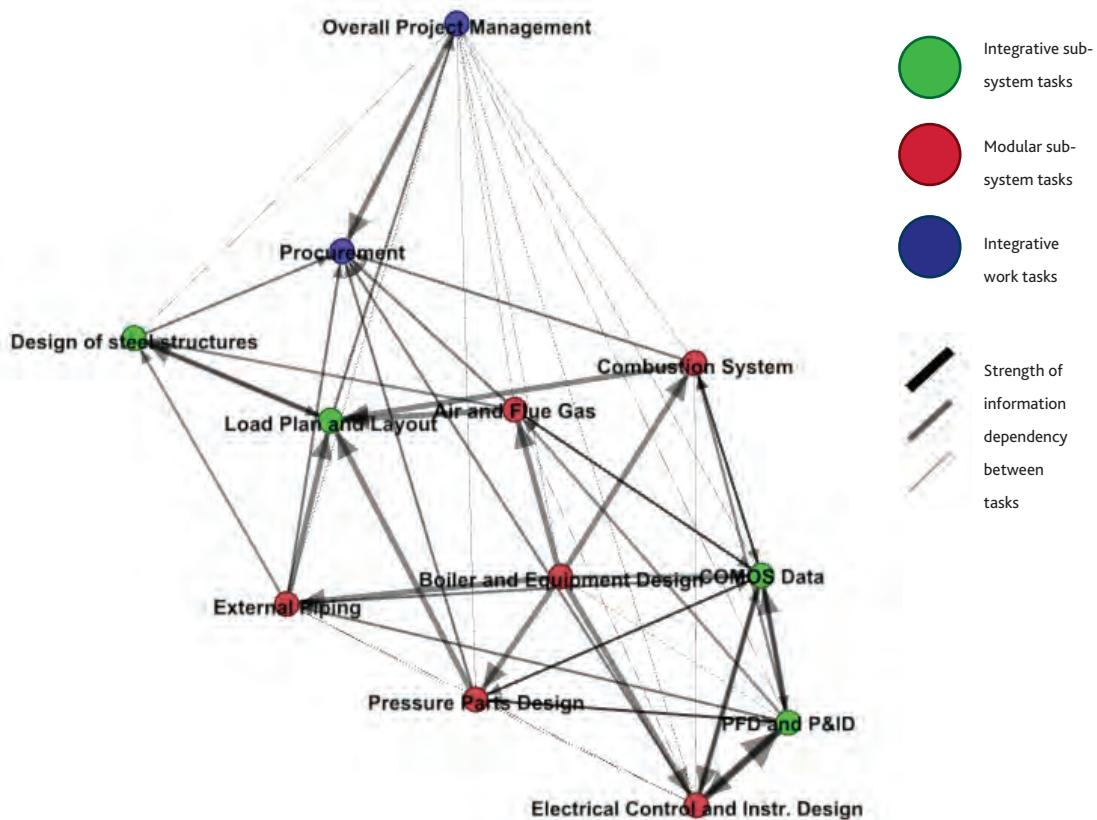 Overall Project Management
Procurement
Design of steel structures
Combustion System
Air and Flue Gas
Load Plan and Layout
Boiler and Equipment Design
COMOS Data
External Piping
Pressure Parts Design
PFD and P&ID
Electrical Control and Instr. Design
Integrative sub-
system tasks
Modular sub-
system tasks
Integrative
work tasks
Strength of
information
dependency
between
tasks